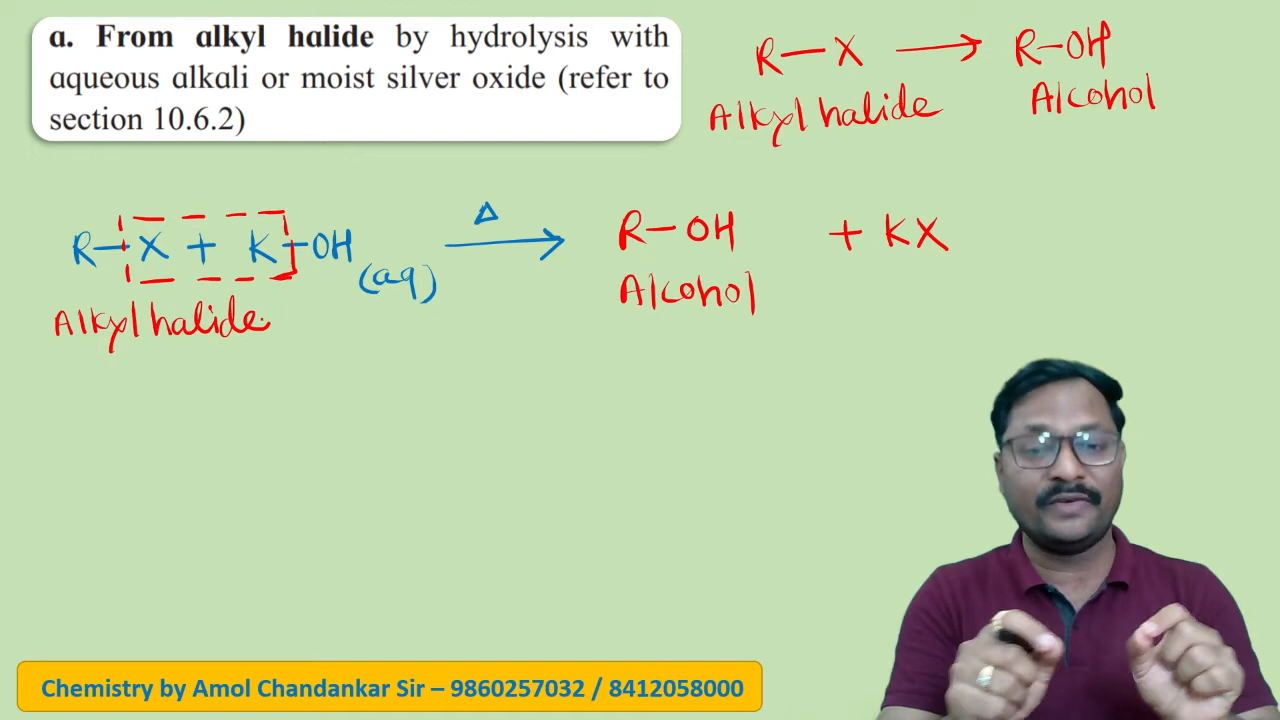 a. From alkyl halide by hydrolysis with
aqueous alkali or moist silver oxide (refer to
section 10.6.2)
R—X ⟶ R-OH
Alkyl halide Alcohol
R—X + K—OH (aq) Δ⟶ R-OH + KX
Alkyl halide Alcohol
Chemistry by Amol Chandankar Sir – 9860257032 / 8412058000